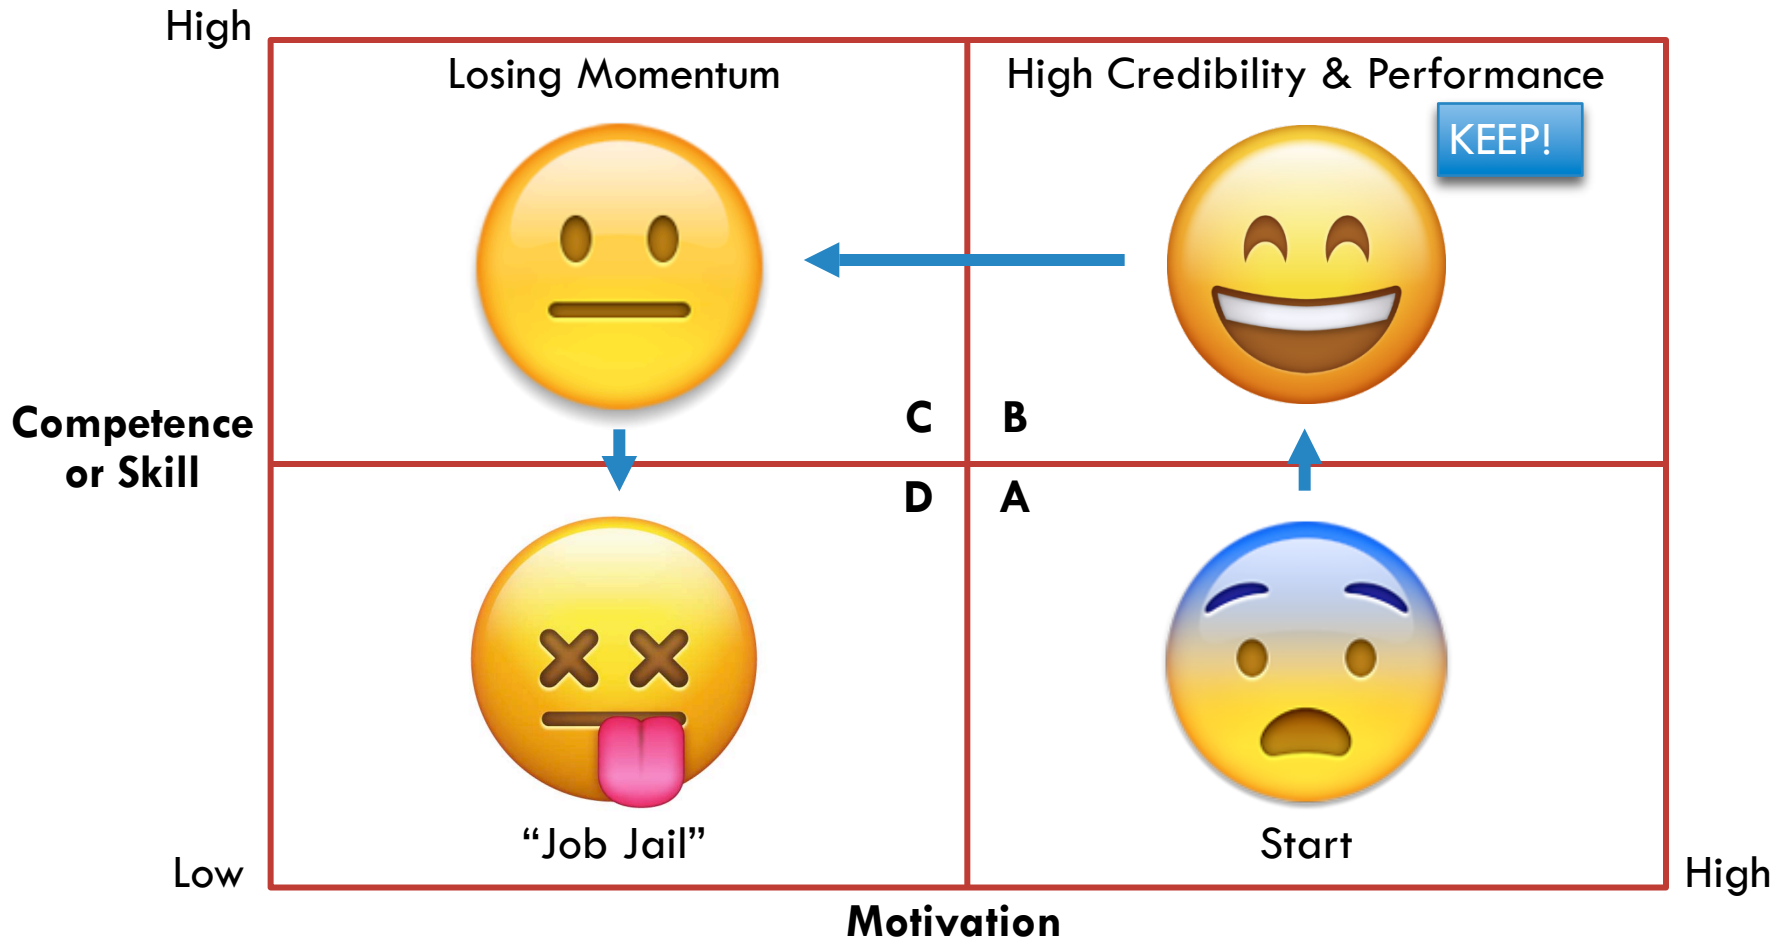 High
Losing Momentum
High Credibility & Performance
KEEP!
Competence
or Skill
C
B
D
A
“Job Jail”
Start
Low
High
Motivation